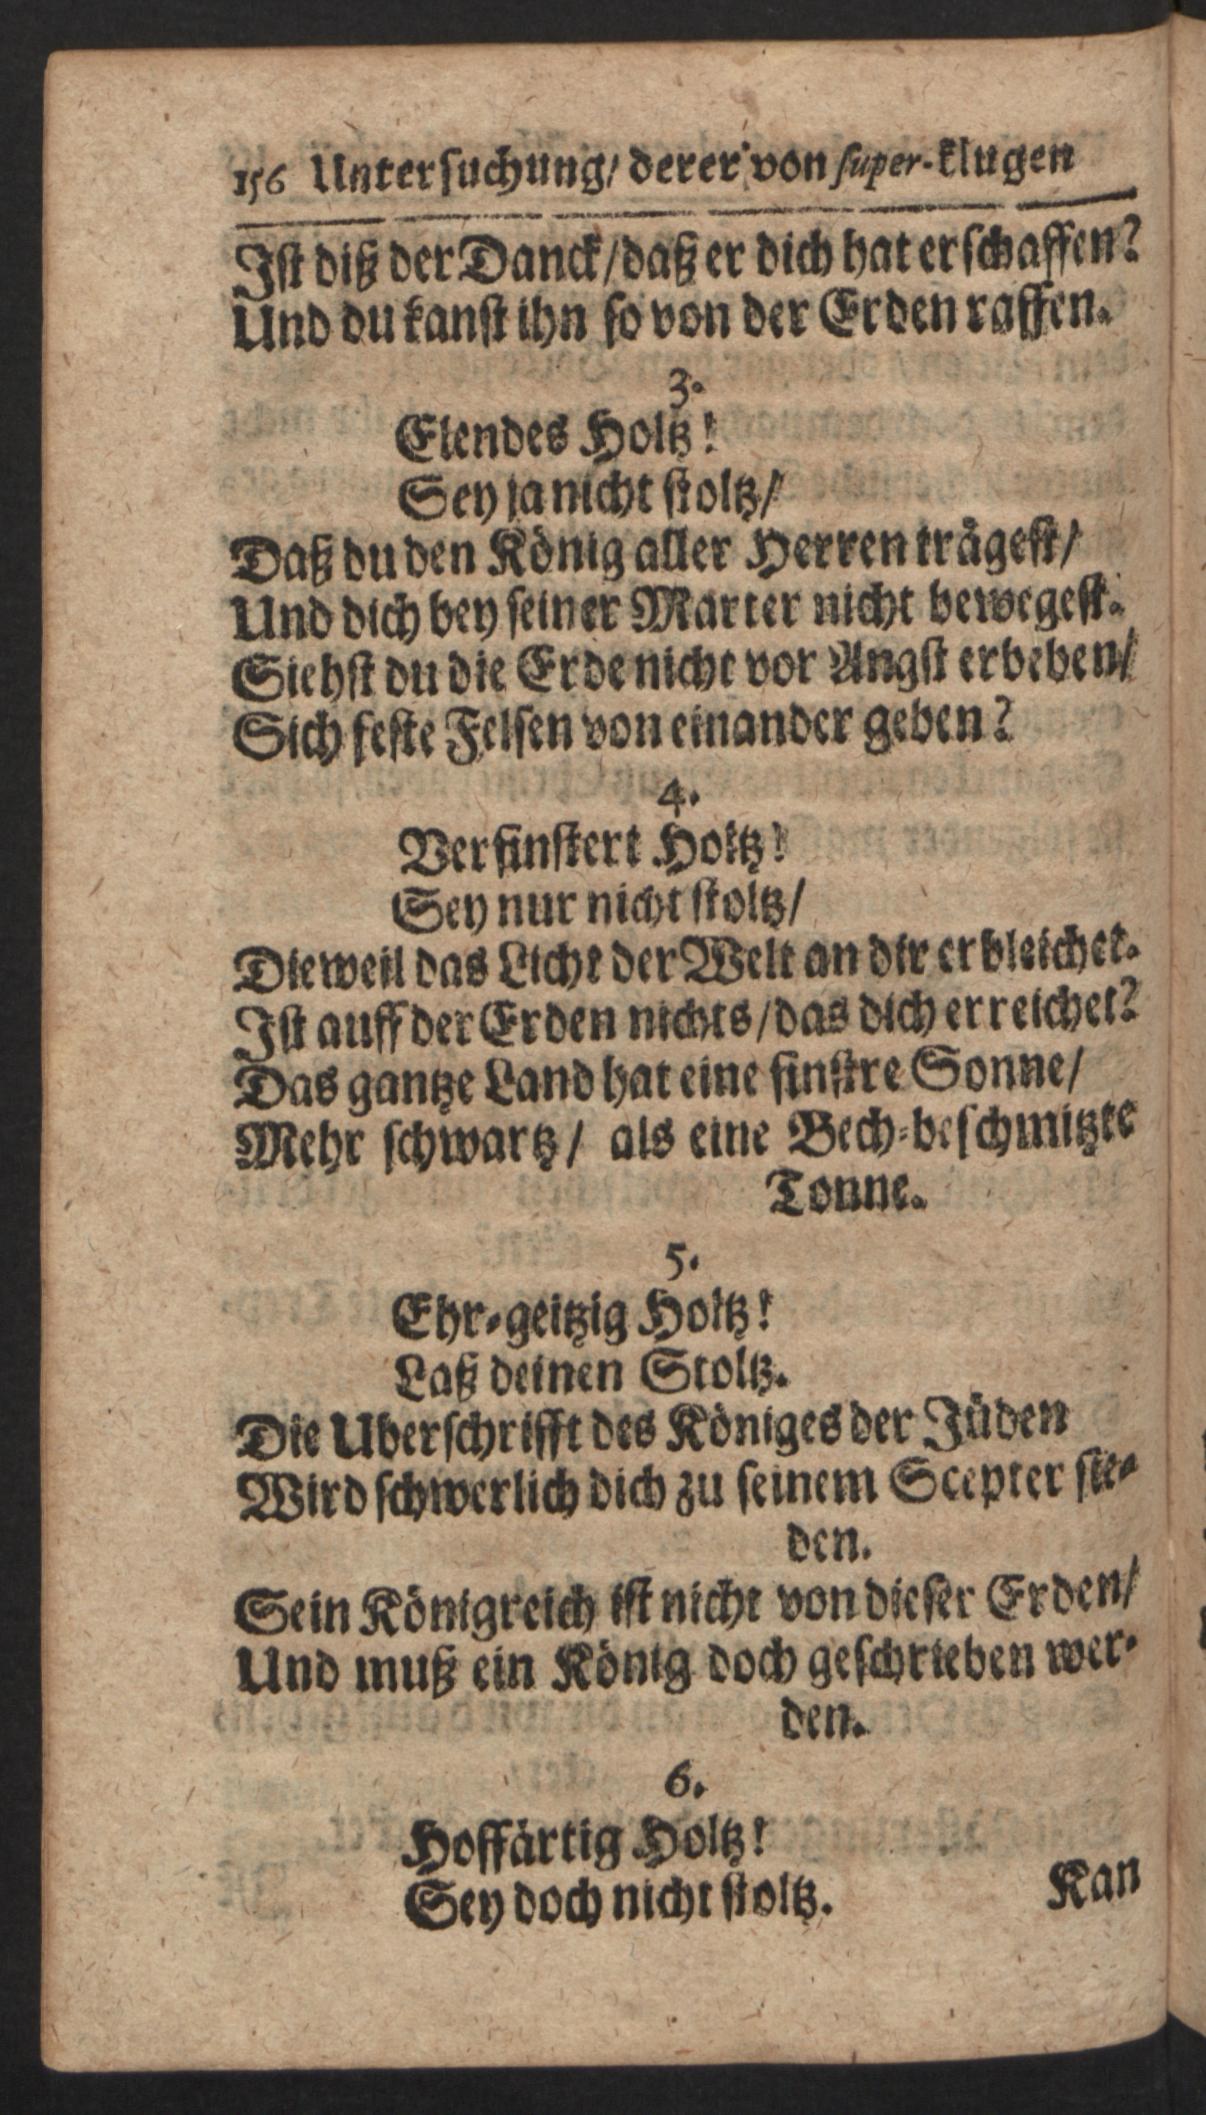 156 Untersuchung/ derer von super-klugen
Ist diß der Danck/daß er dich hat erschaffen?
Und du kanst ihn so von der Erden raffen.
3.
Elendes Holtz!
Sey ja nicht stoltz/
Daß du den König aller Herren trägest/
Und dich bey seiner Marter nicht bewegest.
Siehst du die Erde nicht vor Angst erbeben/
Sich feste Felsen von einander geben?
4.
Verfinstert Holtz!
Sey nur nicht stoltz/
Dieweil das Licht der Welt an dir erbleichet.
Ist auff der Erden nichts/das dich erreichet?
Das gantze Land hat eine finstre Sonne/
Mehr schwartz/ als eine Bech-beschmitzte
Tonne.
5.
Ehr-geitzig Holtz!
Laß deinen Stoltz.
Die Uberschrifft des Königes der Jüden
Wird schwerlich dich zu seinem Scepter sie-
den.
Sein Königreich ist nicht von dieser Erden/
Und muß ein König doch geschrieben wer-
den.
6.
Hoffärtig Holtz!
Sey doch nicht stoltz.
Kan